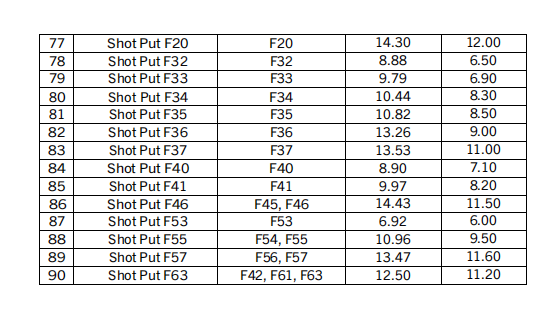 77 Shot Put F20 F20 14.30 12.00
78 Shot Put F32 F32 8.88 6.50
79 Shot Put F33 F33 9.79 6.90
80 Shot Put F34 F34 10.44 8.30
81 Shot Put F35 F35 10.82 8.50
82 Shot Put F36 F36 13.26 9.00
83 Shot Put F37 F37 13.53 11.00
84 Shot Put F40 F40 8.90 7.10
85 Shot Put F41 F41 9.97 8.20
86 Shot Put F46 F45, F46 14.43 11.50
87 Shot Put F53 F53 6.92 6.00
88 Shot Put F55 F54, F55 10.96 9.50
89 Shot Put F57 F56, F57 13.47 11.60
90 Shot Put F63 F42, F61, F63 12.50 11.20